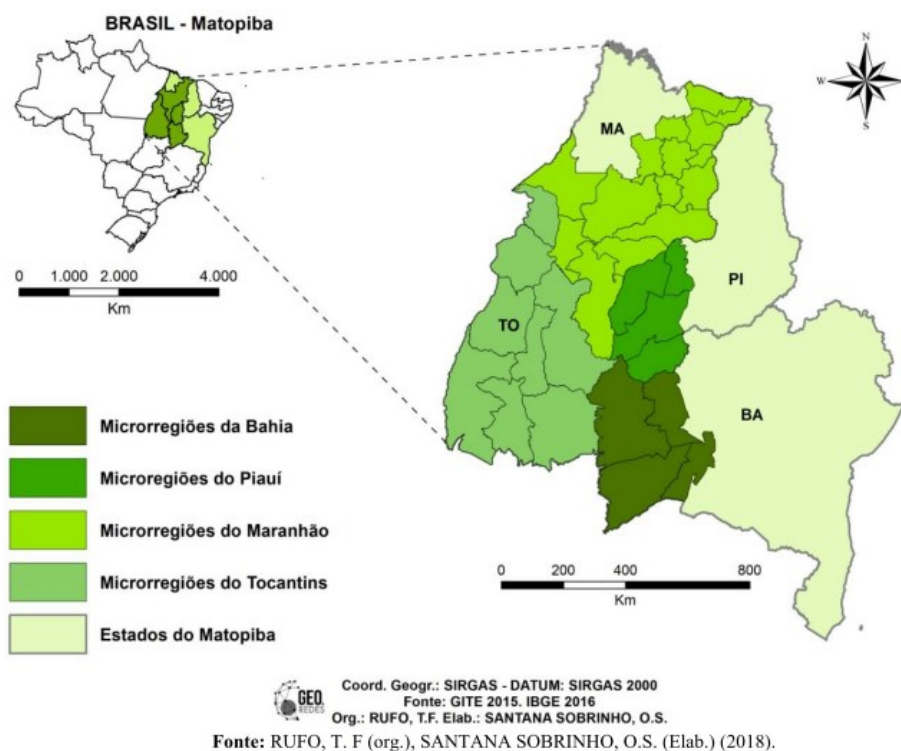 BRASIL - Matopiba
0 1.000 2.000 4.000
Km
N
W E
S
MA
PI
TO
BA
Microrregiões da Bahia
Microregiões do Piauí
Microrregiões do Maranhão
Microrregiões do Tocantins
Estados do Matopiba
0 200 400 800
Km
GEO
REDES
Coord. Geogr.: SIRGAS - DATUM: SIRGAS 2000
Fonte: GITE 2015. IBGE 2016
Org.: RUFO, T.F. Elab.: SANTANA SOBRINHO, O.S.
Fonte: RUFO, T. F (org.), SANTANA SOBRINHO, O.S. (Elab.) (2018).